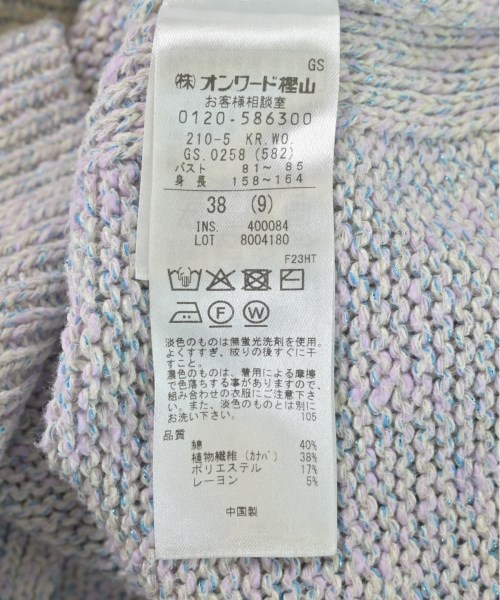 GS
(株) オンワード樫山
お客様相談室
0120-586300
210-5 KR.WO.
GS.0258 (582)
バスト 81～ 85
身長 158～164
38 (9)
INS. 400084
LOT 8004180
F23HT
F W
淡色のものは無蛍光洗剤を使用。
よくすすぎ、絞りの後すぐに干
すこと。
濃色のものは、着用による摩擦
で色落ちする事がありますので、
組み合わせの衣服にご注意下さ
い。また、淡色のものとは別に
お洗い下さい。 105
品質
綿 40%
植物繊維 (カナパ) 38%
ポリエステル 17%
レーヨン 5%
中国製